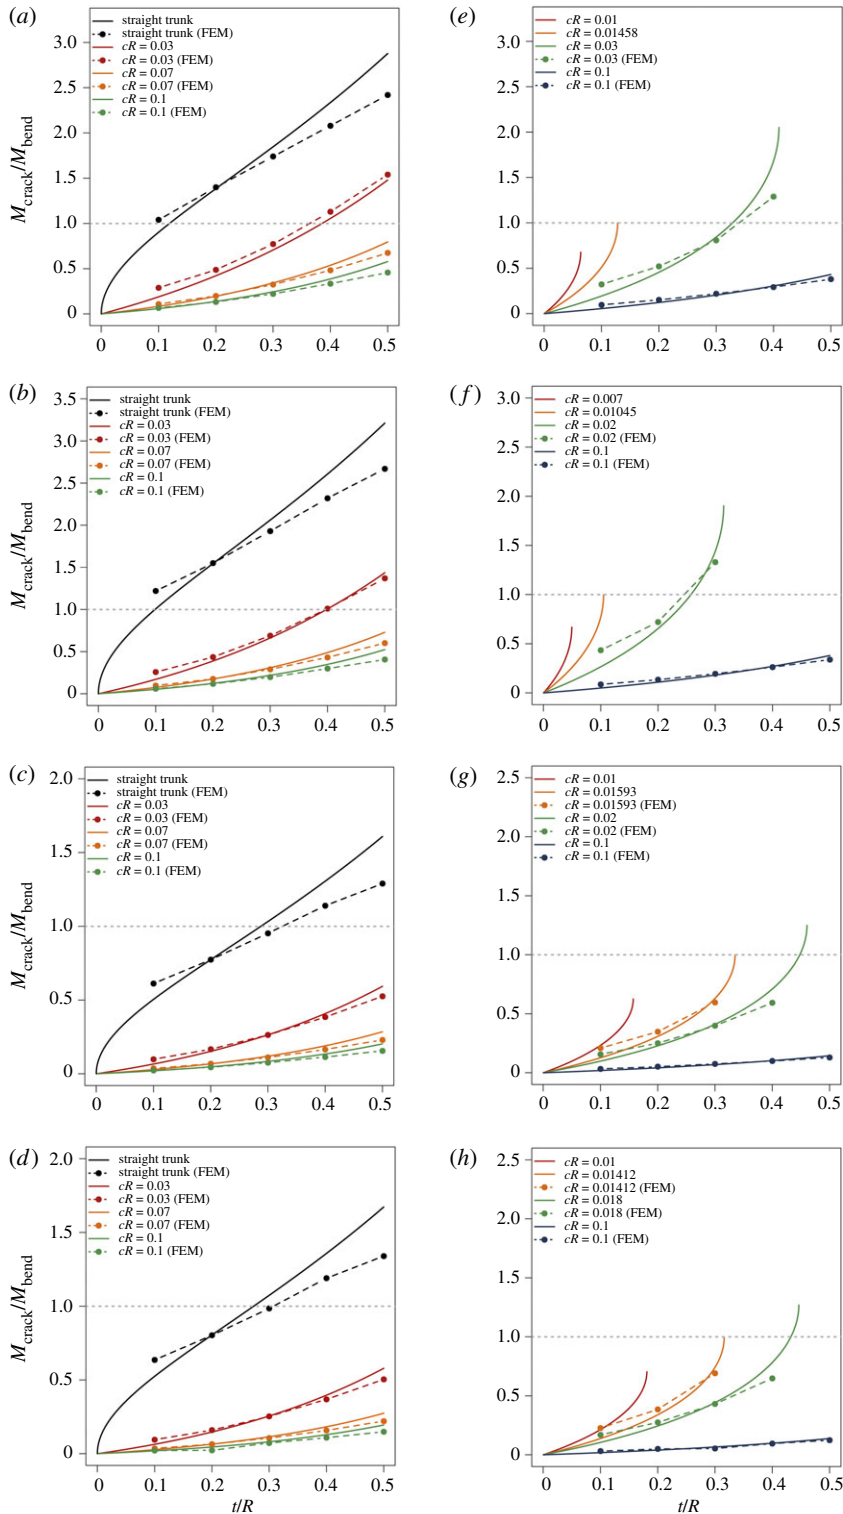 (a)
straight trunk
straight trunk (FEM)
cR = 0.03
cR = 0.03 (FEM)
cR = 0.07
cR = 0.07 (FEM)
cR = 0.1
cR = 0.1 (FEM)
3.0
2.5
2.0
1.5
1.0
0.5
0
M_crack/M_bend
0 0.1 0.2 0.3 0.4 0.5
(e)
cR = 0.01
cR = 0.01458
cR = 0.03
cR = 0.03 (FEM)
cR = 0.1
cR = 0.1 (FEM)
3.0
2.5
2.0
1.5
1.0
0.5
0
0 0.1 0.2 0.3 0.4 0.5
(b)
straight trunk
straight trunk (FEM)
cR = 0.03
cR = 0.03 (FEM)
cR = 0.07
cR = 0.07 (FEM)
cR = 0.1
cR = 0.1 (FEM)
3.5
3.0
2.5
2.0
1.5
1.0
0.5
0
M_crack/M_bend
0 0.1 0.2 0.3 0.4 0.5
(f)
cR = 0.007
cR = 0.01045
cR = 0.02
cR = 0.02 (FEM)
cR = 0.1
cR = 0.1 (FEM)
3.0
2.5
2.0
1.5
1.0
0.5
0
0 0.1 0.2 0.3 0.4 0.5
(c)
straight trunk
straight trunk (FEM)
cR = 0.03
cR = 0.03 (FEM)
cR = 0.07
cR = 0.07 (FEM)
cR = 0.1
cR = 0.1 (FEM)
2.0
1.5
1.0
0.5
0
M_crack/M_bend
0 0.1 0.2 0.3 0.4 0.5
(g)
cR = 0.01
cR = 0.01593
cR = 0.01593 (FEM)
cR = 0.02
cR = 0.02 (FEM)
cR = 0.1
cR = 0.1 (FEM)
2.5
2.0
1.5
1.0
0.5
0
0 0.1 0.2 0.3 0.4 0.5
(d)
straight trunk
straight trunk (FEM)
cR = 0.03
cR = 0.03 (FEM)
cR = 0.07
cR = 0.07 (FEM)
cR = 0.1
cR = 0.1 (FEM)
2.0
1.5
1.0
0.5
0
M_crack/M_bend
0 0.1 0.2 0.3 0.4 0.5
t/R
(h)
cR = 0.01
cR = 0.01412
cR = 0.01412 (FEM)
cR = 0.018
cR = 0.018 (FEM)
cR = 0.1
cR = 0.1 (FEM)
2.5
2.0
1.5
1.0
0.5
0
0 0.1 0.2 0.3 0.4 0.5
t/R